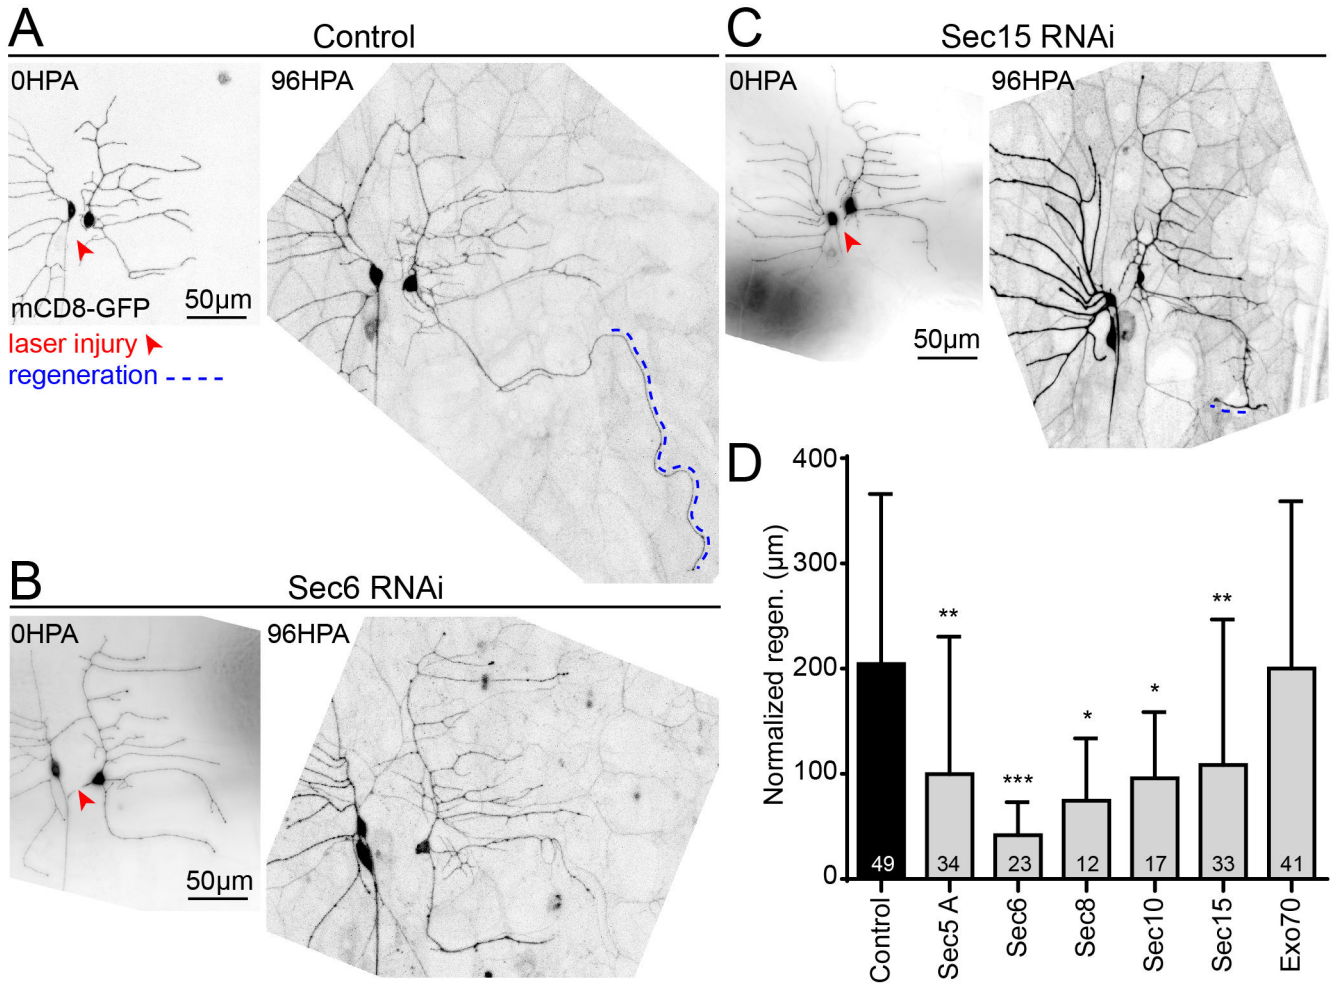 A
Control
0HPA
96HPA
mCD8-GFP
50µm
laser injury
regeneration
B
Sec6 RNAi
0HPA
96HPA
50µm
C
Sec15 RNAi
0HPA
96HPA
50µm
D
Normalized regen. (µm)
400
300
200
100
0
** *** * * **
49 34 23 12 17 33 41
Control Sec5 A Sec6 Sec8 Sec10 Sec15 Exo70